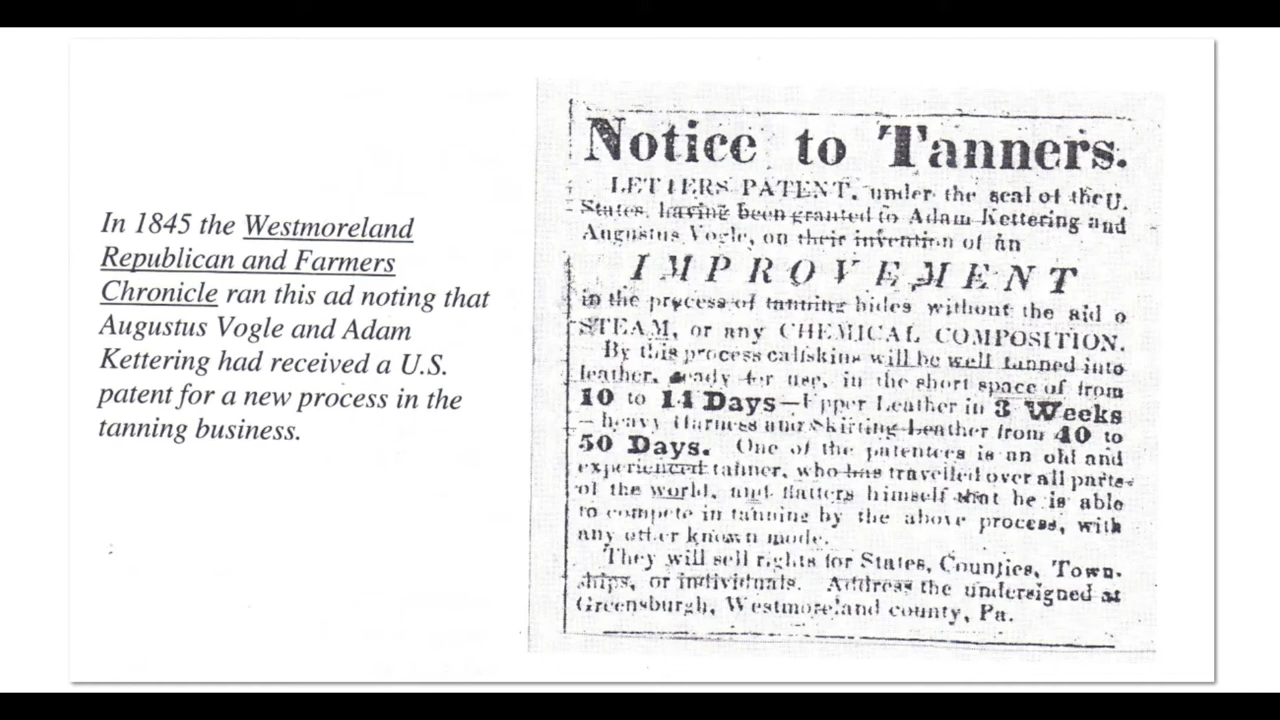 In 1845 the Westmoreland
Republican and Farmers
Chronicle ran this ad noting that
Augustus Vogle and Adam
Kettering had received a U.S.
patent for a new process in the
tanning business.
Notice to Tanners.
LETTERS PATENT, under the seal of the U.
States, having been granted to Adam Kettering and
Augustus Vogle, on their invention of an
IMPROVEMENT
in the process of tanning hides without the aid o
STEAM, or any CHEMICAL COMPOSITION.
By this process calfskins will be well tanned into
leather, ready for use, in the short space of from
10 to 14 Days—Upper Leather in 3 Weeks
– heavy Harness and Skirting Leather from 40 to
50 Days. One of the patentees is an old and
experienced tanner, who has travelled over all parts
of the world, and flatters himself that he is able
to compete in tanning by the above process, with
any other known mode.
They will sell rights for States, Counties, Town-
ships, or individuals. Address the undersigned at
Greensburgh, Westmoreland county, Pa.